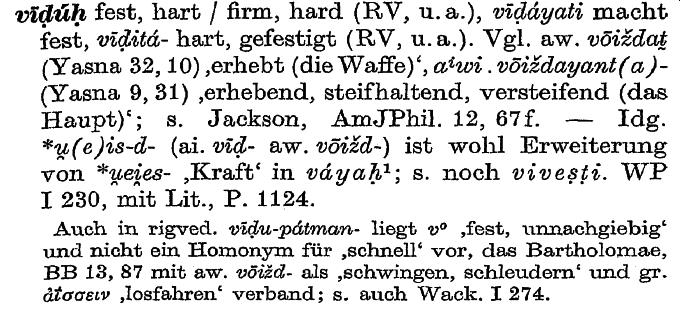 vīḍúḥ fest, hart / firm, hard (RV, u. a.), vīḍáyati macht
fest, vīḍitá- hart, gefestigt (RV, u. a.). Vgl. aw. vōiždat̰
(Yasna 32, 10) ‚erhebt (die Waffe)‘, aⁱwi.vōiždayant(a)-
(Yasna 9, 31) ‚erhebend, steifhaltend, versteifend (das
Haupt)‘; s. Jackson, AmJPhil. 12, 67f. — Idg.
*u̯(e)is-d- (ai. vīḍ- aw. vōižd-) ist wohl Erweiterung
von *u̯ei̯es- ‚Kraft‘ in váyaḥ¹; s. noch viveṣṭi. WP
I 230, mit Lit., P. 1124.
Auch in rigved. vīḍu-pátman- liegt v⁰ ‚fest, unnachgiebig‘
und nicht ein Homonym für ‚schnell‘ vor, das Bartholomae,
BB 13, 87 mit aw. vōižd- als ‚schwingen, schleudern‘ und gr.
ἀΐσσειν ‚losfahren‘ verband; s. auch Wack. I 274.